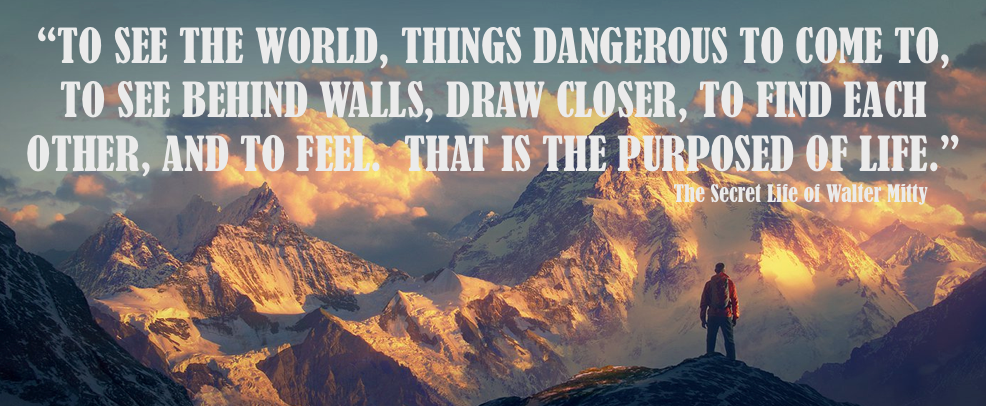 “TO SEE THE WORLD, THINGS DANGEROUS TO COME TO,
TO SEE BEHIND WALLS, DRAW CLOSER, TO FIND EACH
OTHER, AND TO FEEL. THAT IS THE PURPOSED OF LIFE.”
The Secret Life of Walter Mitty